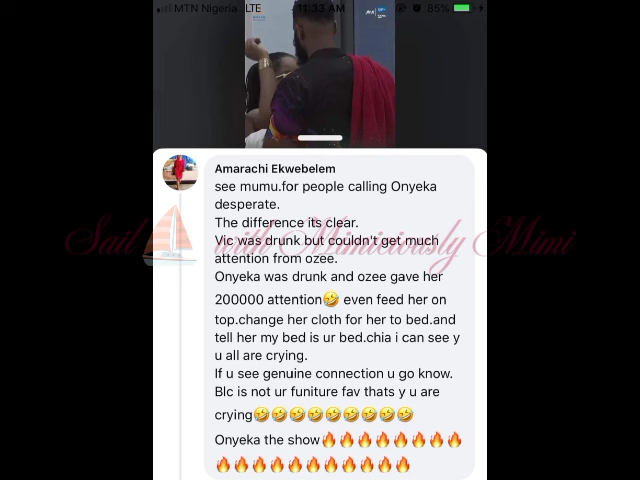 MTN Nigeria LTE 11:33 AM 85%
Amarachi Ekwebelem
see mumu.for people calling Onyeka
desperate.
The difference its clear.
Vic was drunk but couldn't get much
attention from ozee.
Onyeka was drunk and ozee gave her
200000 attention🤣 even feed her on
top.change her cloth for her to bed.and
tell her my bed is ur bed.chia i can see y
u all are crying.
If u see genuine connection u go know.
Blc is not ur funiture fav thats y u are
crying🤣🤣🤣🤣🤣🤣🤣🤣🤣
Onyeka the show🔥🔥🔥🔥🔥🔥🔥🔥
🔥🔥🔥🔥🔥🔥🔥🔥🔥🔥🔥
Sail with Mimiciously Mimi